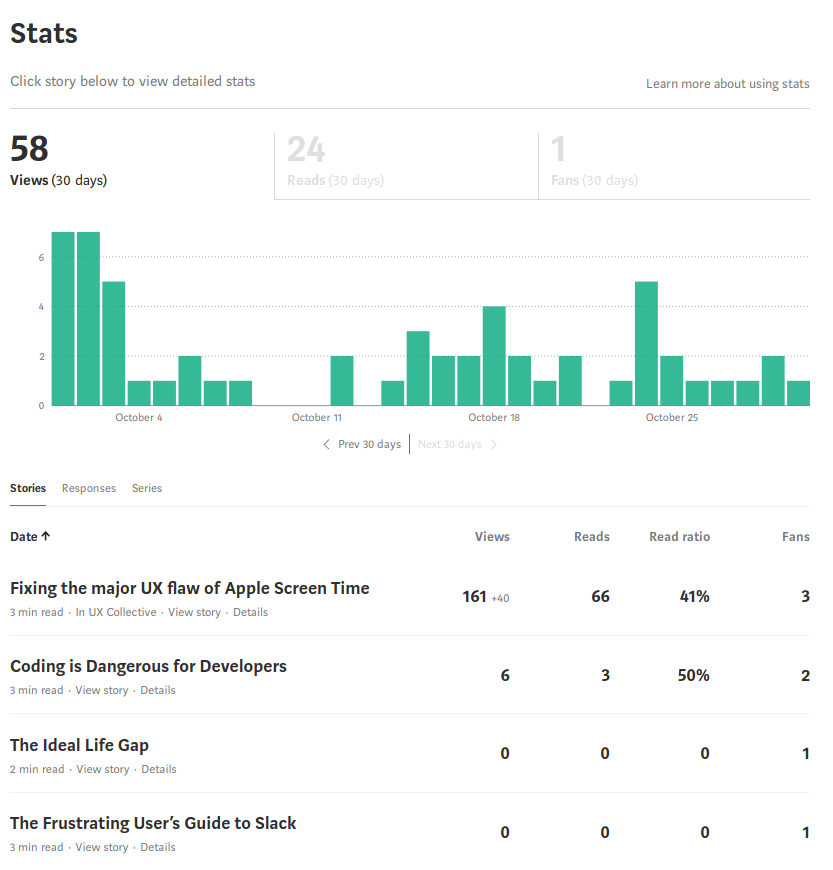 Stats
Click story below to view detailed stats
Learn more about using stats
58
Views (30 days)
24
Reads (30 days)
1
Fans (30 days)
6
4
2
0
October 4
October 11
October 18
October 25
Prev 30 days
Next 30 days
Stories Responses Series
Date ↑ Views Reads Read ratio Fans
Fixing the major UX flaw of Apple Screen Time
161 +40 66 41% 3
3 min read · In UX Collective · View story · Details
Coding is Dangerous for Developers
6 3 50% 2
3 min read · View story · Details
The Ideal Life Gap
0 0 0 1
2 min read · View story · Details
The Frustrating User’s Guide to Slack
0 0 0 1
3 min read · View story · Details